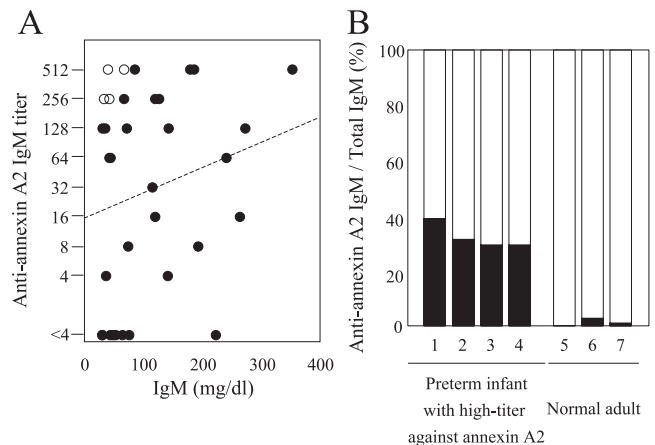 A
Anti-annexin A2 IgM titer
512
256
128
64
32
16
8
4
<4
0 100 200 300 400
IgM (mg/dl)
B
Anti-annexin A2 IgM / Total IgM (%)
100
80
60
40
20
0
1 2 3 4 5 6 7
Preterm infant
with high-titer
against annexin A2
Normal adult